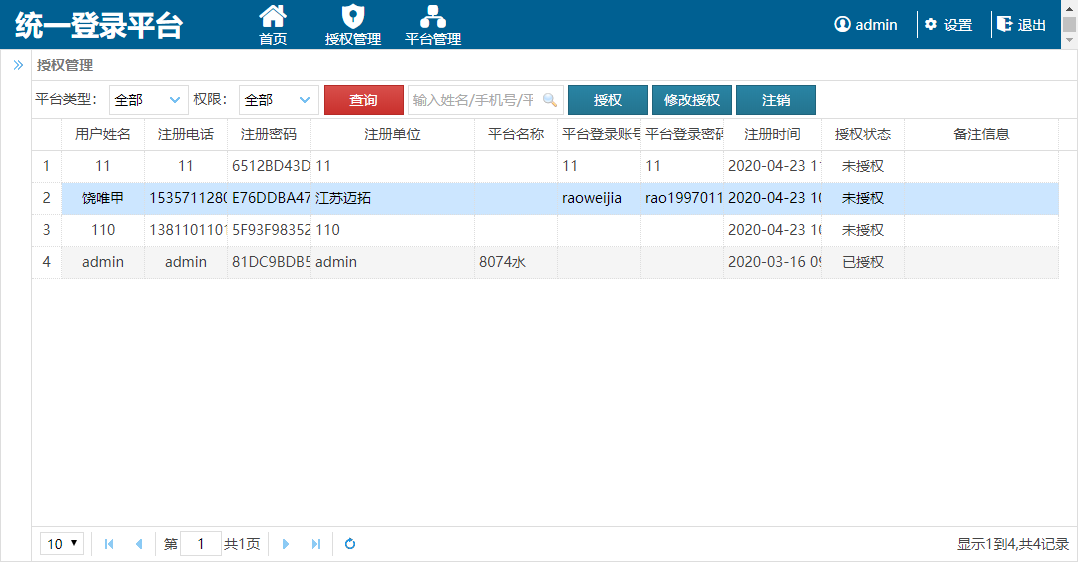 统一登录平台 首页 授权管理 平台管理 admin 设置 退出
授权管理
平台类型： 全部 权限： 全部 查询 输入姓名/手机号/平 授权 修改授权 注销
用户姓名 注册电话 注册密码 注册单位 平台名称 平台登录账号 平台登录密码 注册时间 授权状态 备注信息
1 11 11 6512BD43D 11 11 11 2020-04-23 11 未授权
2 饶唯甲 1535711280 E76DDBA47 江苏迈拓 raoweijia rao1997011 2020-04-23 10 未授权
3 110 1381101101 5F93F98352 110 2020-04-23 10 未授权
4 admin admin 81DC9BDB5 admin 8074水 2020-03-16 09 已授权
10 第 1 共1页 显示1到4,共4记录